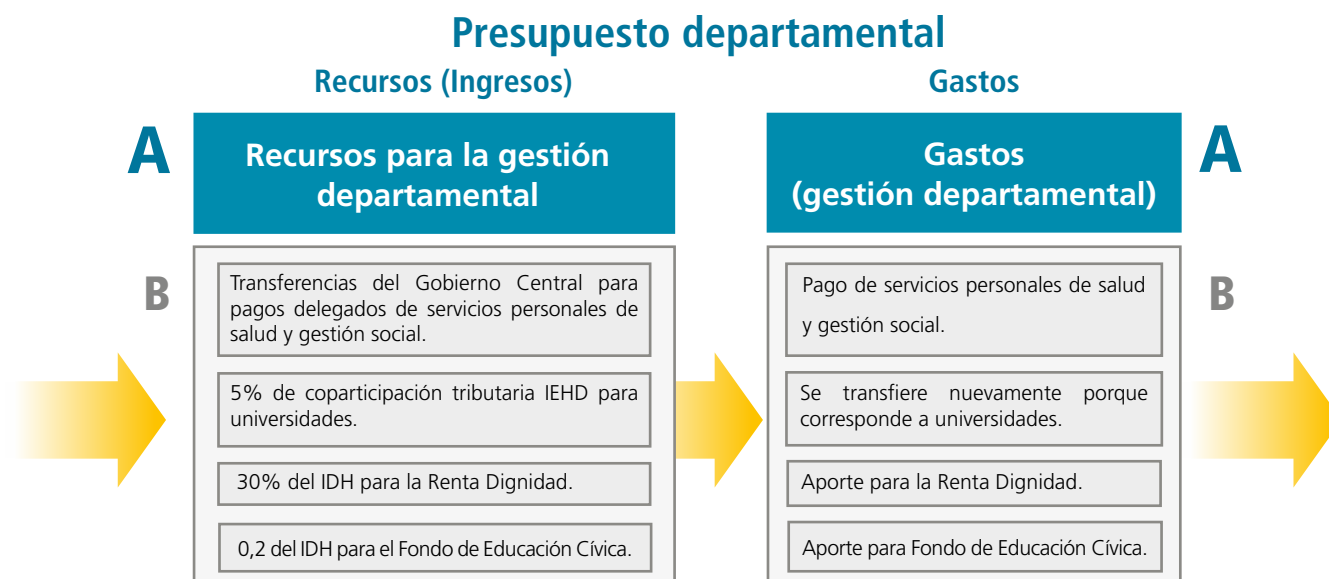 Presupuesto departamental
Recursos (Ingresos)
Gastos
A
Recursos para la gestión
departamental
Gastos
(gestión departamental)
A
B
Transferencias del Gobierno Central para
pagos delegados de servicios personales de
salud y gestión social.
Pago de servicios personales de salud
y gestión social.
B
5% de coparticipación tributaria IEHD para
universidades.
Se transfiere nuevamente porque
corresponde a universidades.
30% del IDH para la Renta Dignidad.
Aporte para la Renta Dignidad.
0,2 del IDH para el Fondo de Educación Cívica.
Aporte para Fondo de Educación Cívica.